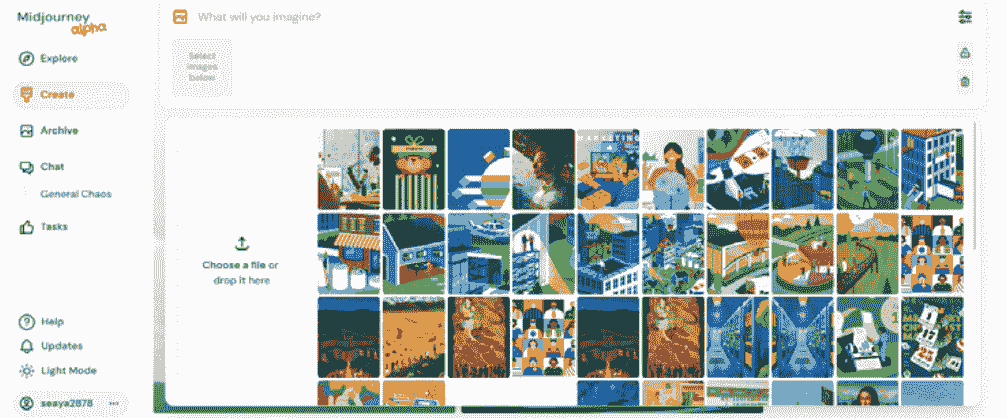 Midjourney
alpha
What will you imagine?
Explore
Create
Archive
Chat
General Chaos
Tasks
Help
Updates
Light Mode
seaya2878
Select
images
below
Choose a file or
drop it here
MARKETING